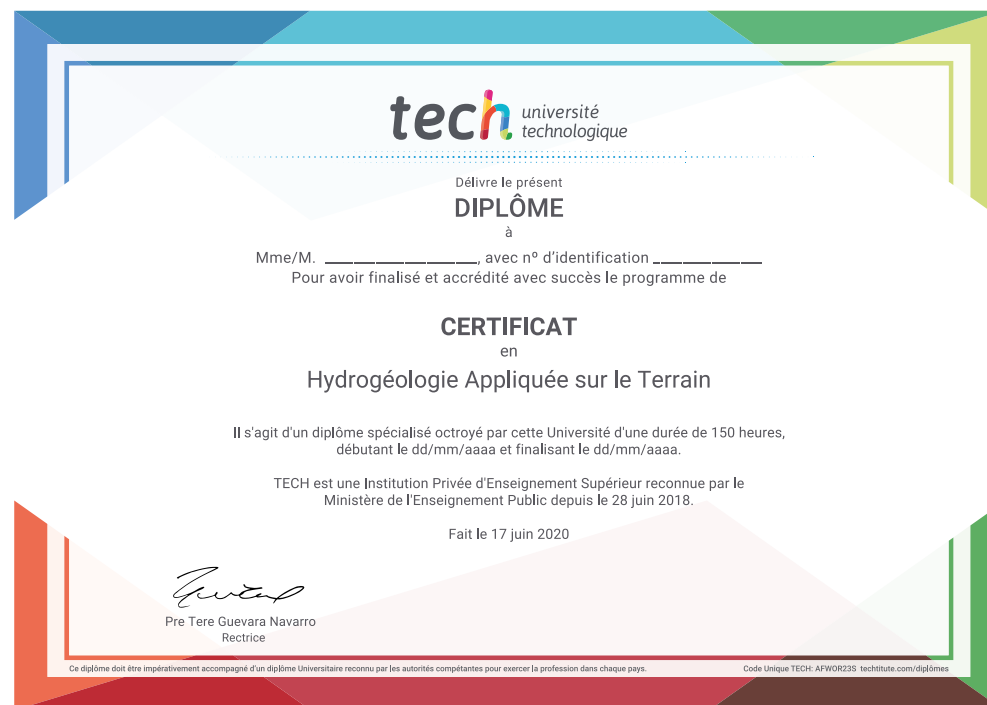 tech université
technologique
Délivre le présent
DIPLÔME
à
Mme/M. ____________________, avec nº d'identification ______________
Pour avoir finalisé et accrédité avec succès le programme de
CERTIFICAT
en
Hydrogéologie Appliquée sur le Terrain
Il s'agit d'un diplôme spécialisé octroyé par cette Université d'une durée de 150 heures,
débutant le dd/mm/aaaa et finalisant le dd/mm/aaaa.
TECH est une Institution Privée d'Enseignement Supérieur reconnue par le
Ministère de l'Enseignement Public depuis le 28 juin 2018.
Fait le 17 juin 2020
Pre Tere Guevara Navarro
Rectrice
Ce diplôme doit être impérativement accompagné d'un diplôme Universitaire reconnu par les autorités compétantes pour exercer la profession dans chaque pays.
Code Unique TECH: AFWOR23S techtitute.com/diplômes